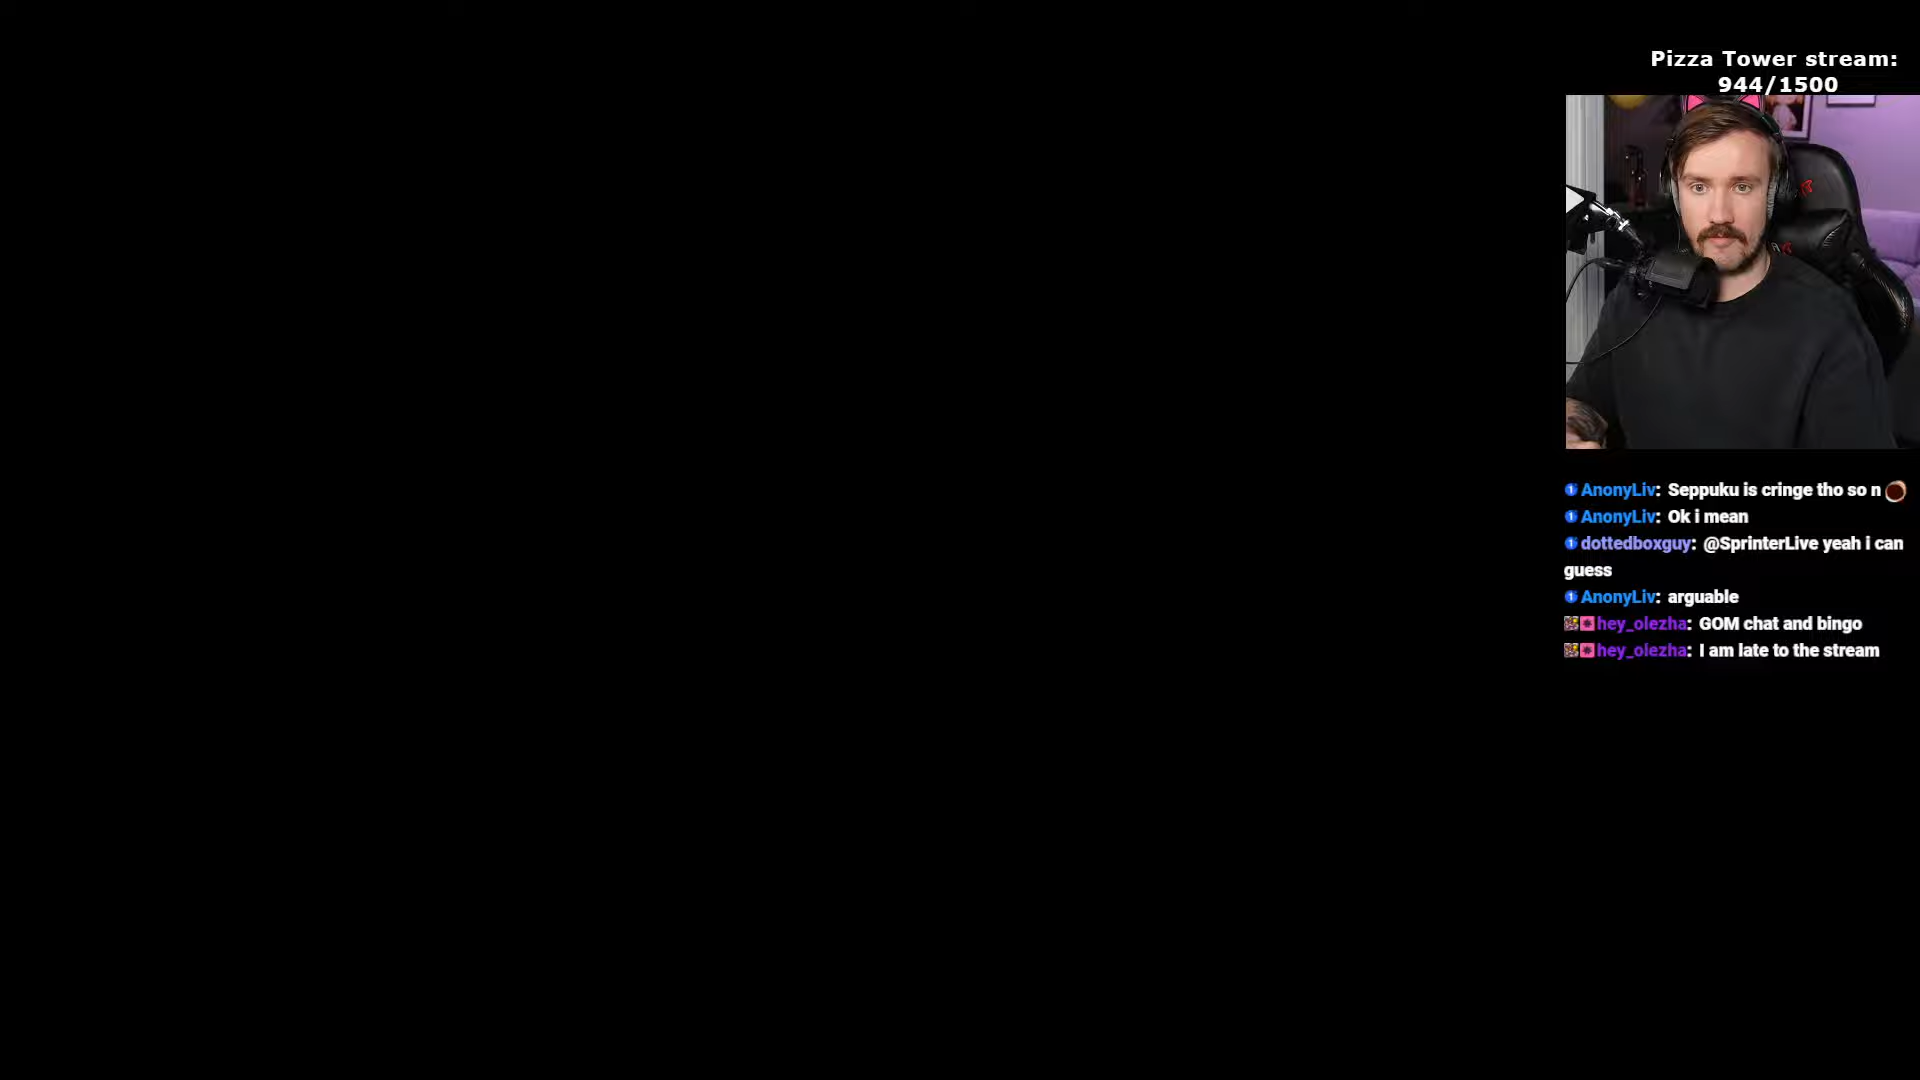 Pizza Tower stream:
944/1500
AnonyLiv: Seppuku is cringe tho so n
AnonyLiv: Ok i mean
dottedboxguy: @SprinterLive yeah i can
guess
AnonyLiv: arguable
hey_olezha: GOM chat and bingo
hey_olezha: I am late to the stream